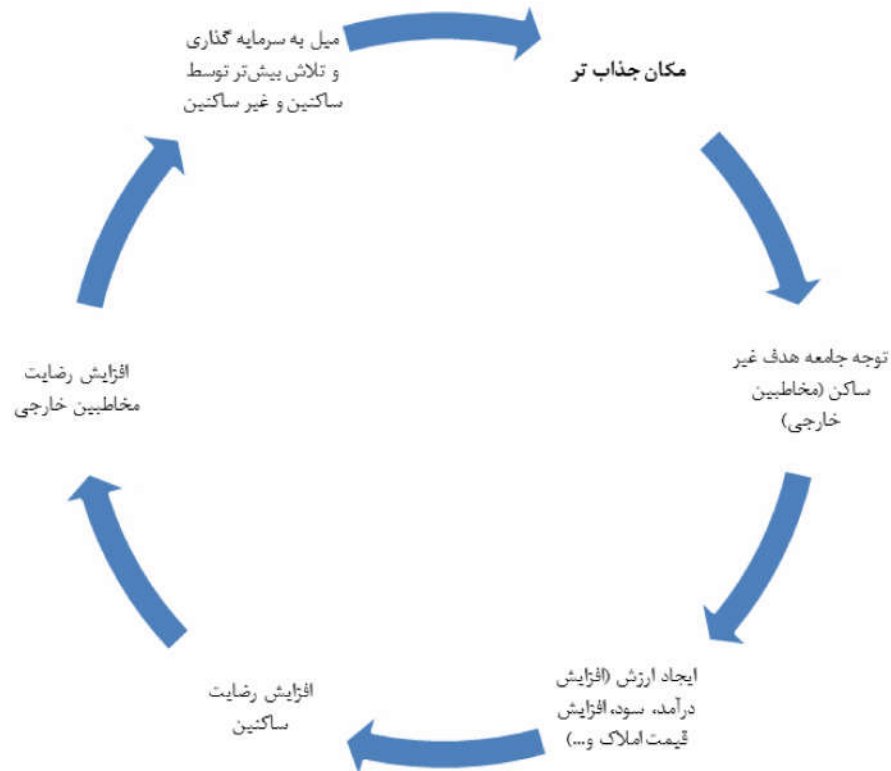 مکان جذاب تر
توجه جامعه هدف غیر
ساکن (مخاطبین
خارجی)
ایجاد ارزش (افزایش
درآمد، سود، افزایش
قیمت املاک و...)
افزایش رضایت
ساکنین
افزایش رضایت
مخاطبین خارجی
میل به سرمایه گذاری
و تلاش بیش‌تر توسط
ساکنین و غیر ساکنین